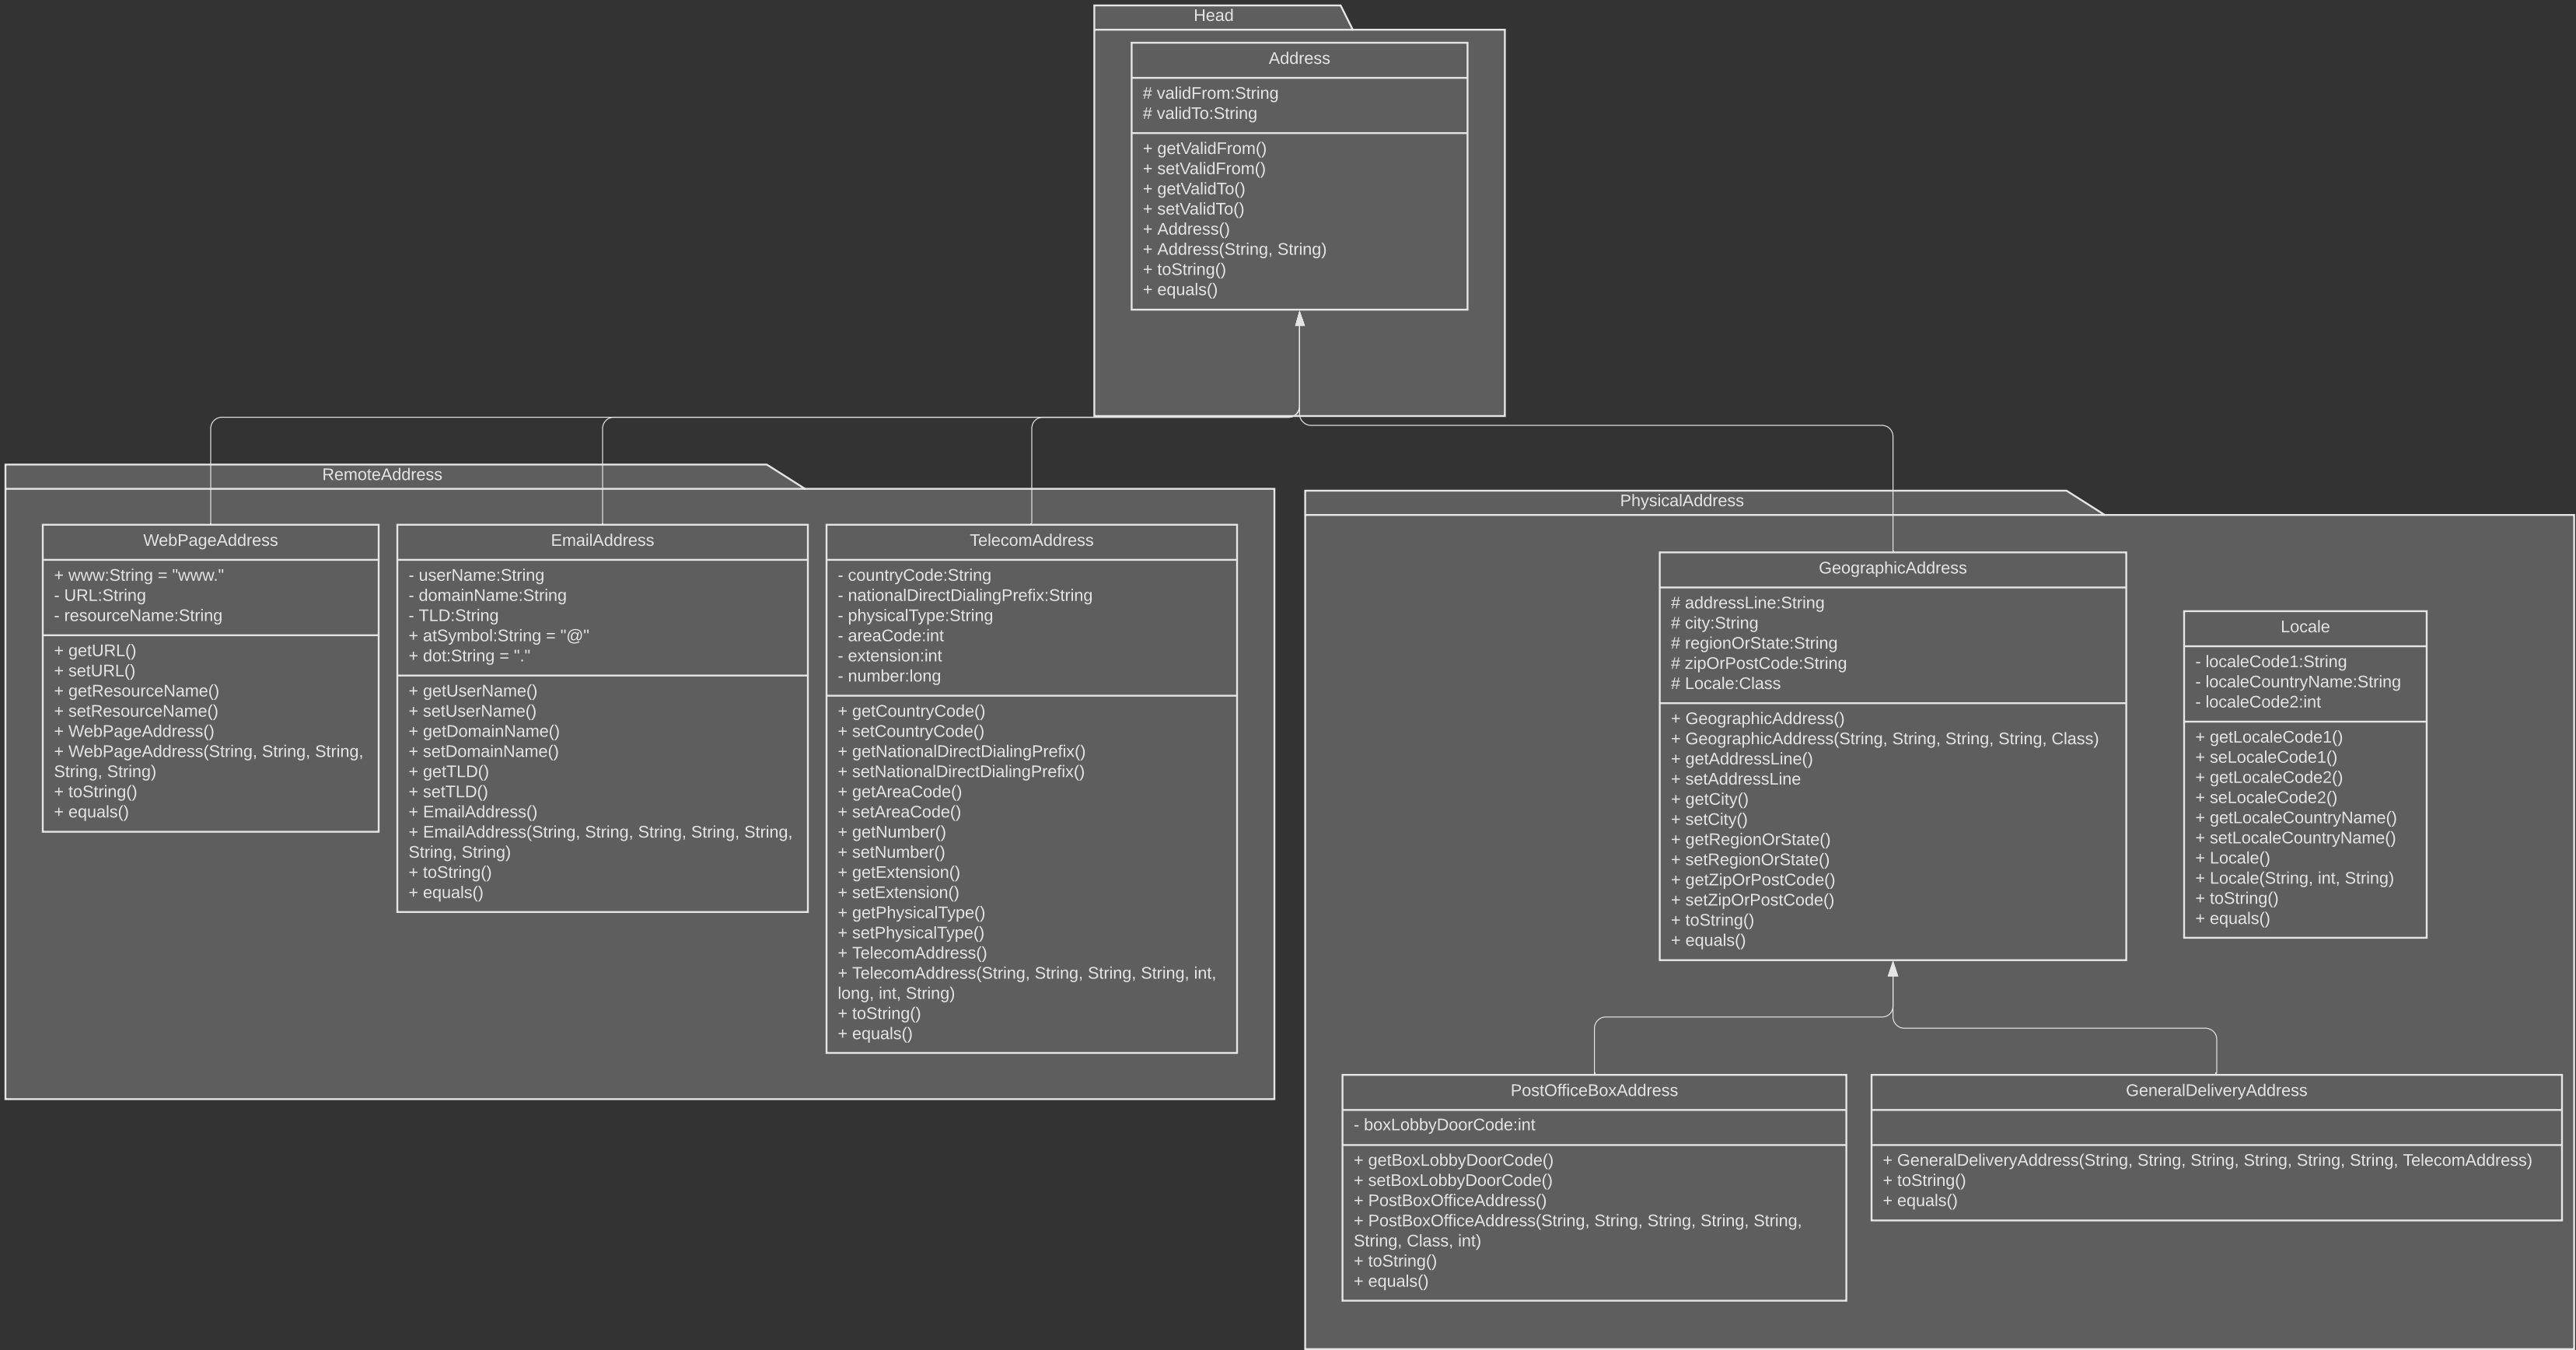 Head
Address
# validFrom:String
# validTo:String
+ getValidFrom()
+ setValidFrom()
+ getValidTo()
+ setValidTo()
+ Address()
+ Address(String, String)
+ toString()
+ equals()
RemoteAddress
WebPageAddress
+ www:String = "www."
- URL:String
- resourceName:String
+ getURL()
+ setURL()
+ getResourceName()
+ setResourceName()
+ WebPageAddress()
+ WebPageAddress(String, String, String,
String, String)
+ toString()
+ equals()
EmailAddress
- userName:String
- domainName:String
- TLD:String
+ atSymbol:String = "@"
+ dot:String = "."
+ getUserName()
+ setUserName()
+ getDomainName()
+ setDomainName()
+ getTLD()
+ setTLD()
+ EmailAddress()
+ EmailAddress(String, String, String, String, String,
String, String)
+ toString()
+ equals()
TelecomAddress
- countryCode:String
- nationalDirectDialingPrefix:String
- physicalType:String
- areaCode:int
- extension:int
- number:long
+ getCountryCode()
+ setCountryCode()
+ getNationalDirectDialingPrefix()
+ setNationalDirectDialingPrefix()
+ getAreaCode()
+ setAreaCode()
+ getNumber()
+ setNumber()
+ getExtension()
+ setExtension()
+ getPhysicalType()
+ setPhysicalType()
+ TelecomAddress()
+ TelecomAddress(String, String, String, String, int,
long, int, String)
+ toString()
+ equals()
PhysicalAddress
GeographicAddress
# addressLine:String
# city:String
# regionOrState:String
# zipOrPostCode:String
# Locale:Class
+ GeographicAddress()
+ GeographicAddress(String, String, String, String, Class)
+ getAddressLine()
+ setAddressLine
+ getCity()
+ setCity()
+ getRegionOrState()
+ setRegionOrState()
+ getZipOrPostCode()
+ setZipOrPostCode()
+ toString()
+ equals()
Locale
- localeCode1:String
- localeCountryName:String
- localeCode2:int
+ getLocaleCode1()
+ seLocaleCode1()
+ getLocaleCode2()
+ seLocaleCode2()
+ getLocaleCountryName()
+ setLocaleCountryName()
+ Locale()
+ Locale(String, int, String)
+ toString()
+ equals()
PostOfficeBoxAddress
- boxLobbyDoorCode:int
+ getBoxLobbyDoorCode()
+ setBoxLobbyDoorCode()
+ PostBoxOfficeAddress()
+ PostBoxOfficeAddress(String, String, String, String, String,
String, Class, int)
+ toString()
+ equals()
GeneralDeliveryAddress
+ GeneralDeliveryAddress(String, String, String, String, String, String, TelecomAddress)
+ toString()
+ equals()